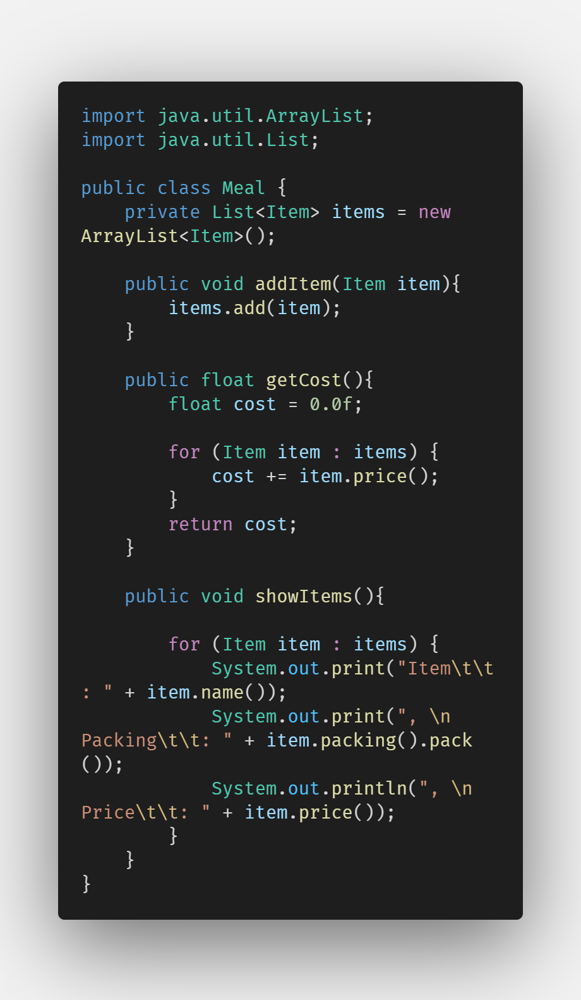 import java.util.ArrayList;
import java.util.List;

public class Meal {
    private List<Item> items = new
ArrayList<Item>();

    public void addItem(Item item){
        items.add(item);
    }

    public float getCost(){
        float cost = 0.0f;

        for (Item item : items) {
            cost += item.price();
        }
        return cost;
    }

    public void showItems(){

        for (Item item : items) {
            System.out.print("Item\t\t
: " + item.name());
            System.out.print(", \n
Packing\t\t: " + item.packing().pack
());
            System.out.println(", \n
Price\t\t: " + item.price());
        }
    }
}